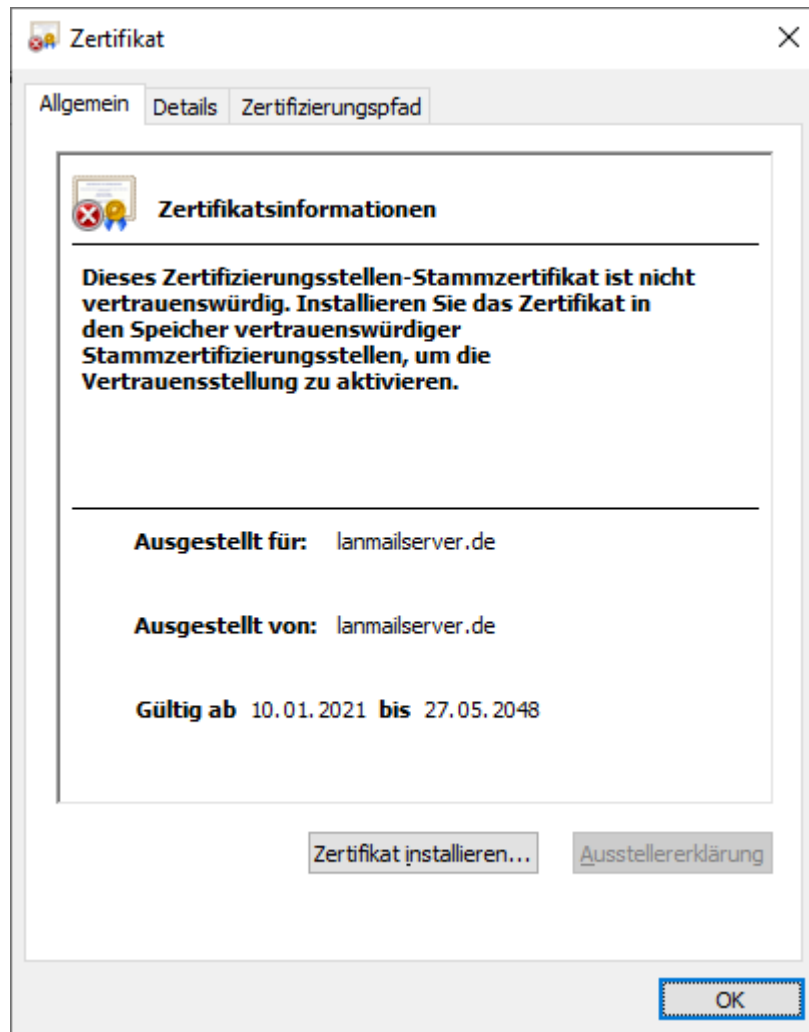 Zertifikat
Allgemein Details Zertifizierungspfad
Zertifikatsinformationen
Dieses Zertifizierungsstellen-Stammzertifikat ist nicht
vertrauenswürdig. Installieren Sie das Zertifikat in
den Speicher vertrauenswürdiger
Stammzertifizierungsstellen, um die
Vertrauensstellung zu aktivieren.
Ausgestellt für: lanmailserver.de
Ausgestellt von: lanmailserver.de
Gültig ab 10.01.2021 bis 27.05.2048
Zertifikat installieren... Ausstellererklärung
OK